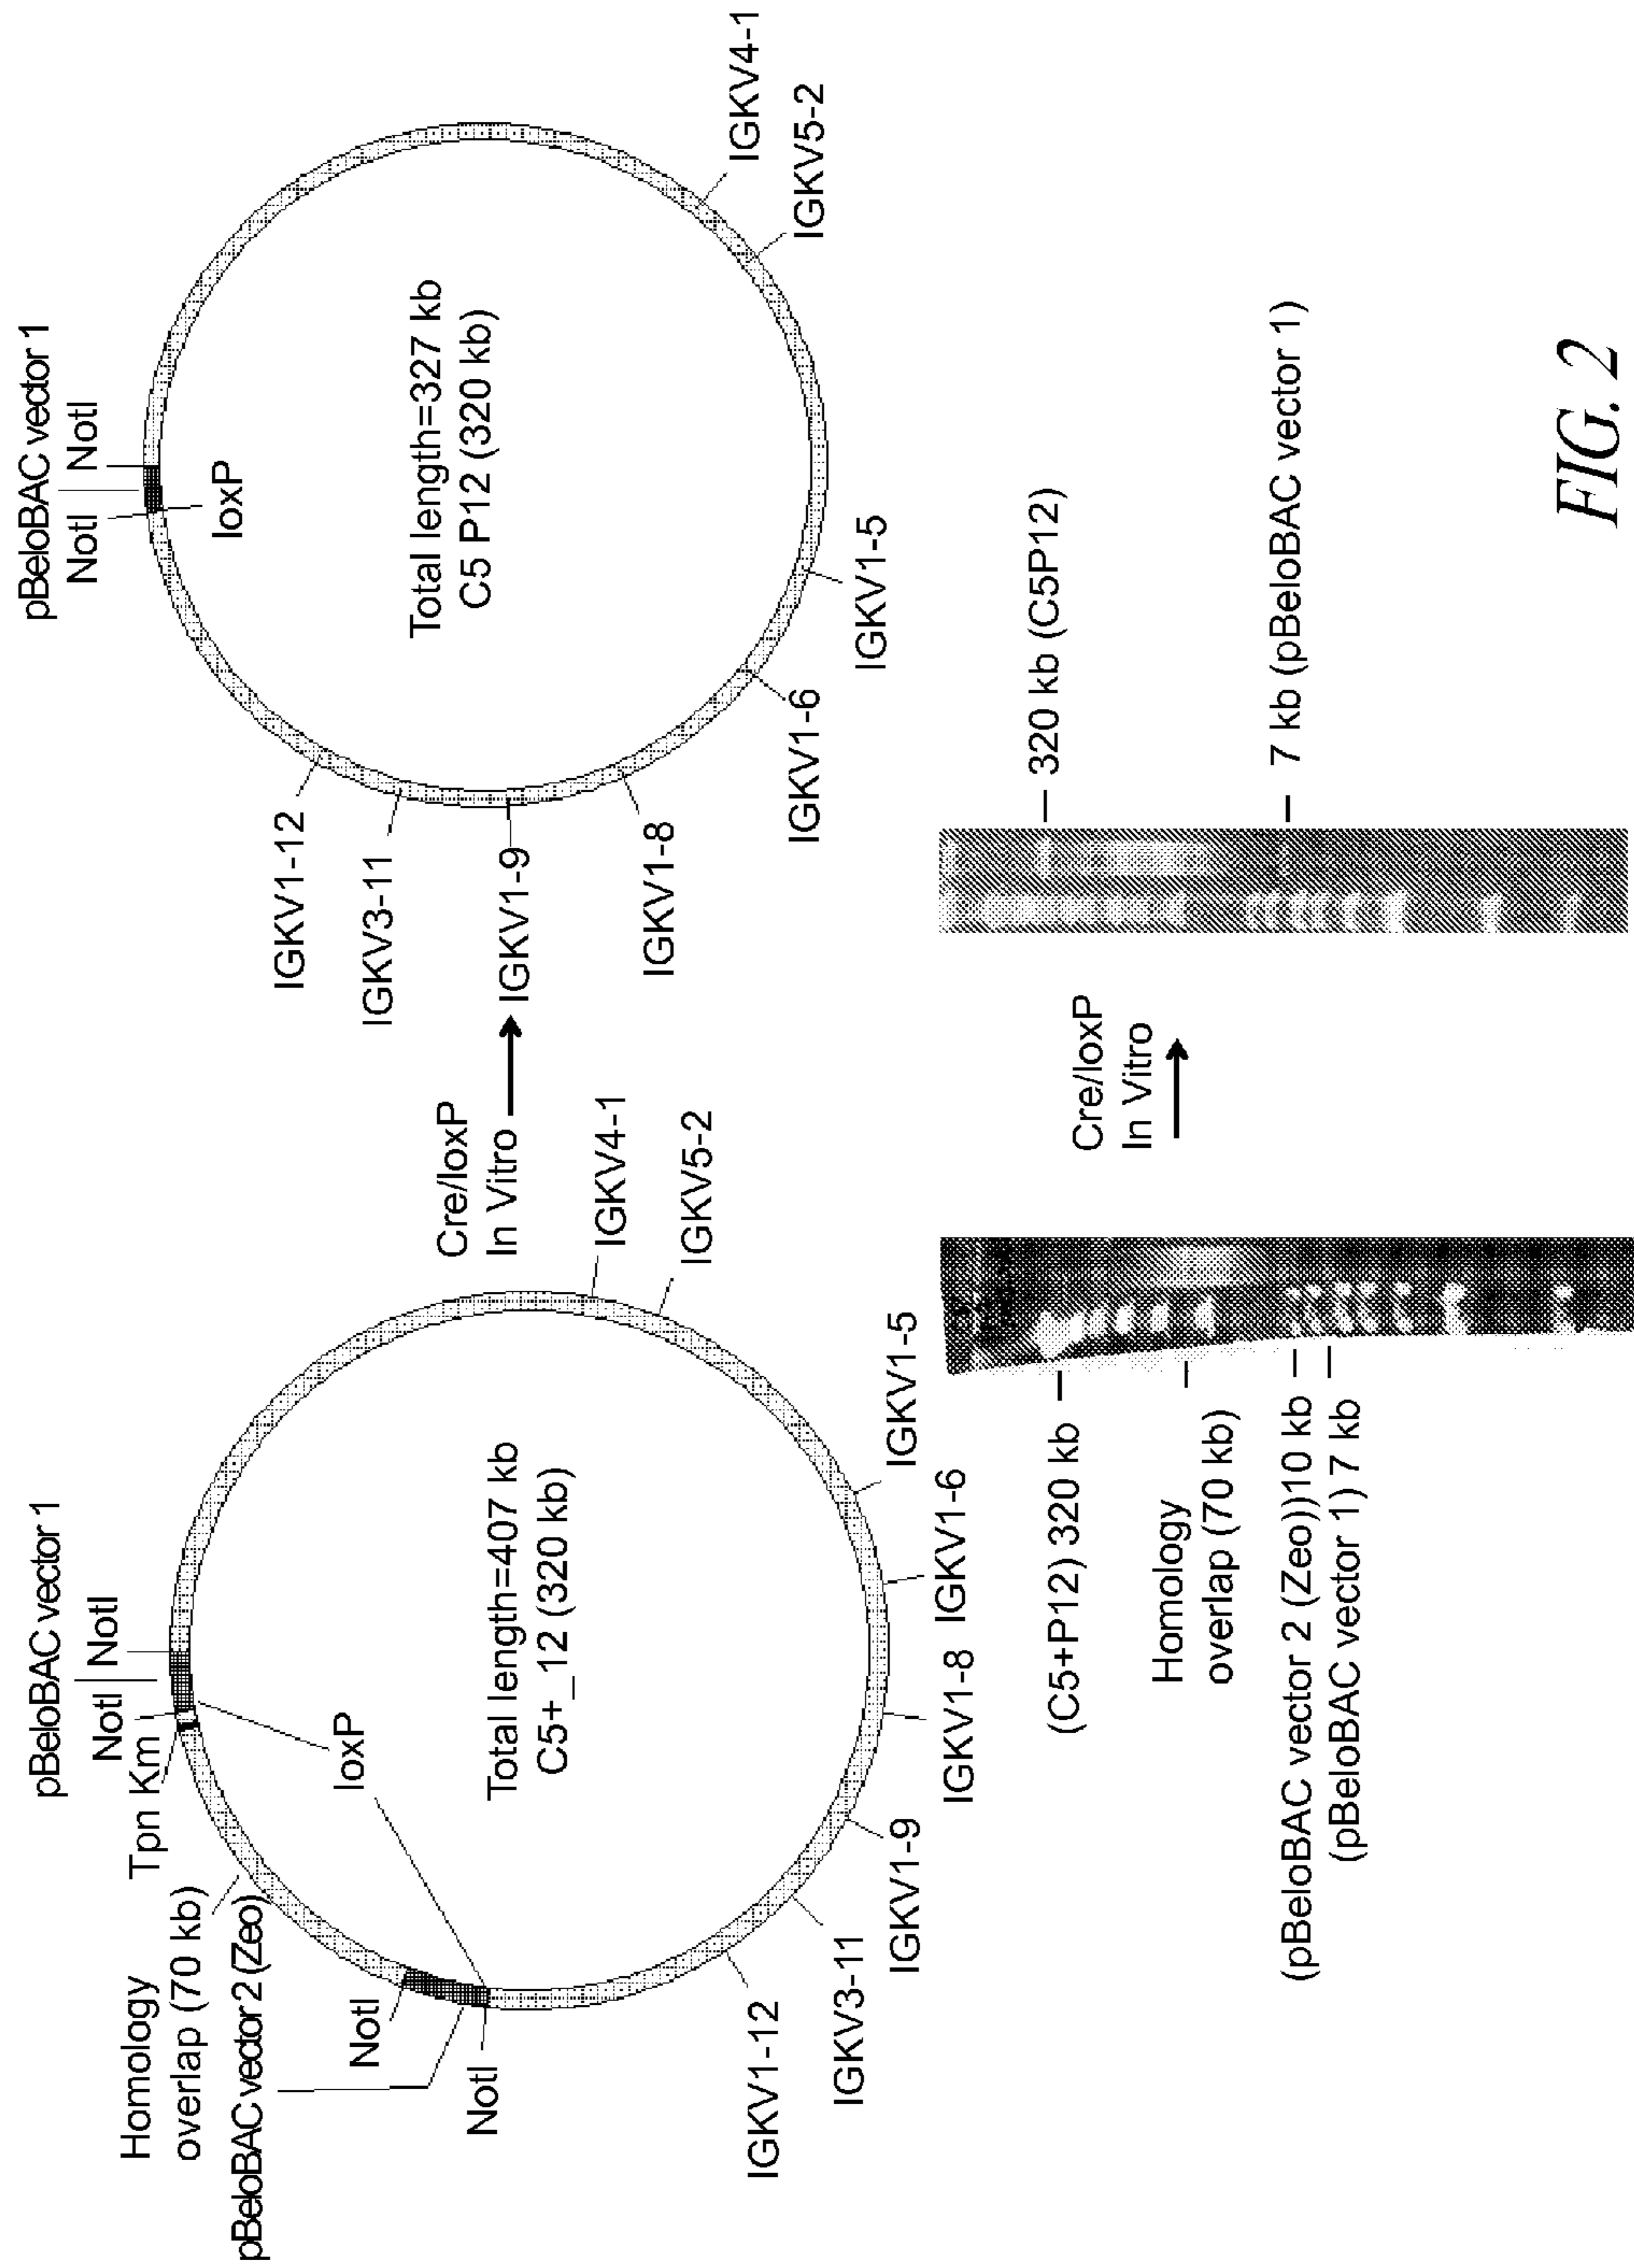 pBeloBAC vector 1
NotI
NotI
Tpn Km
Homology
overlap (70 kb)
pBeloBAC vector 2 (Zeo)
NotI
NotI
loxP
Total length=407 kb
C5+_12 (320 kb)
IGKV4-1
IGKV5-2
IGKV1-5
IGKV1-6
IGKV1-8
IGKV1-9
IGKV3-11
IGKV1-12
Cre/loxP
In Vitro
pBeloBAC vector 1
NotI
NotI
loxP
Total length=327 kb
C5 P12 (320 kb)
IGKV4-1
IGKV5-2
IGKV1-5
IGKV1-6
IGKV1-8
IGKV1-9
IGKV3-11
IGKV1-12
(C5+P12) 320 kb
Homology
overlap (70 kb)
(pBeloBAC vector 2 (Zeo))10 kb
(pBeloBAC vector 1) 7 kb
Cre/loxP
In Vitro
320 kb (C5P12)
7 kb (pBeloBAC vector 1)
FIG. 2